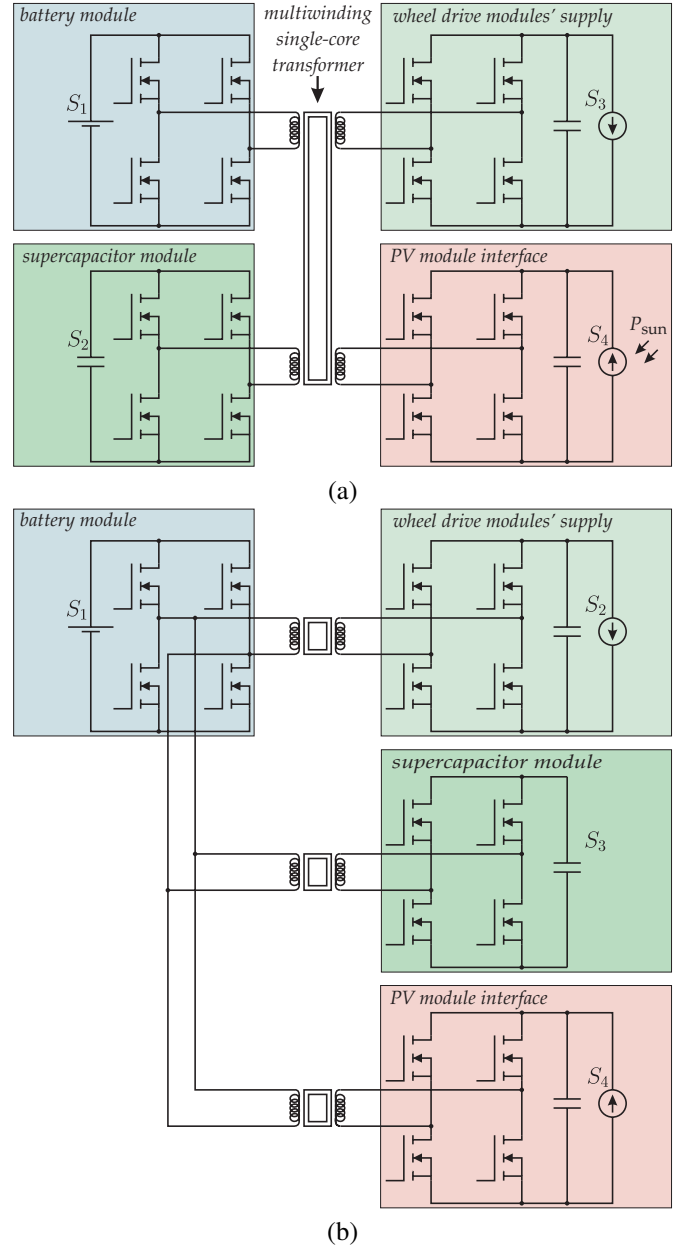 battery module
multiwinding
single-core
transformer
wheel drive modules' supply
S1
S3
supercapacitor module
PV module interface
S2
S4
Psun
(a)
battery module
wheel drive modules' supply
S1
S2
supercapacitor module
S3
PV module interface
S4
(b)